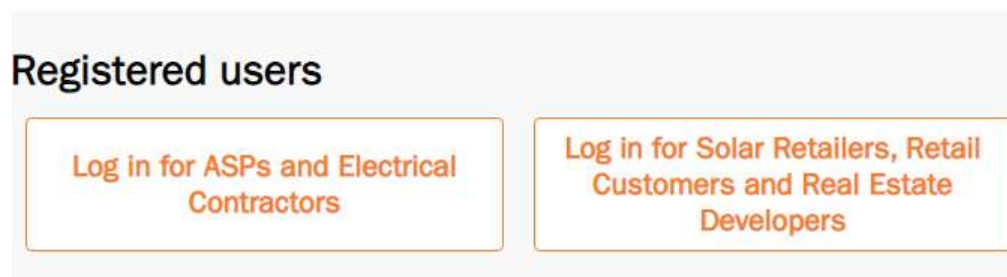 Registered users
Log in for ASPs and Electrical
Contractors
Log in for Solar Retailers, Retail
Customers and Real Estate
Developers